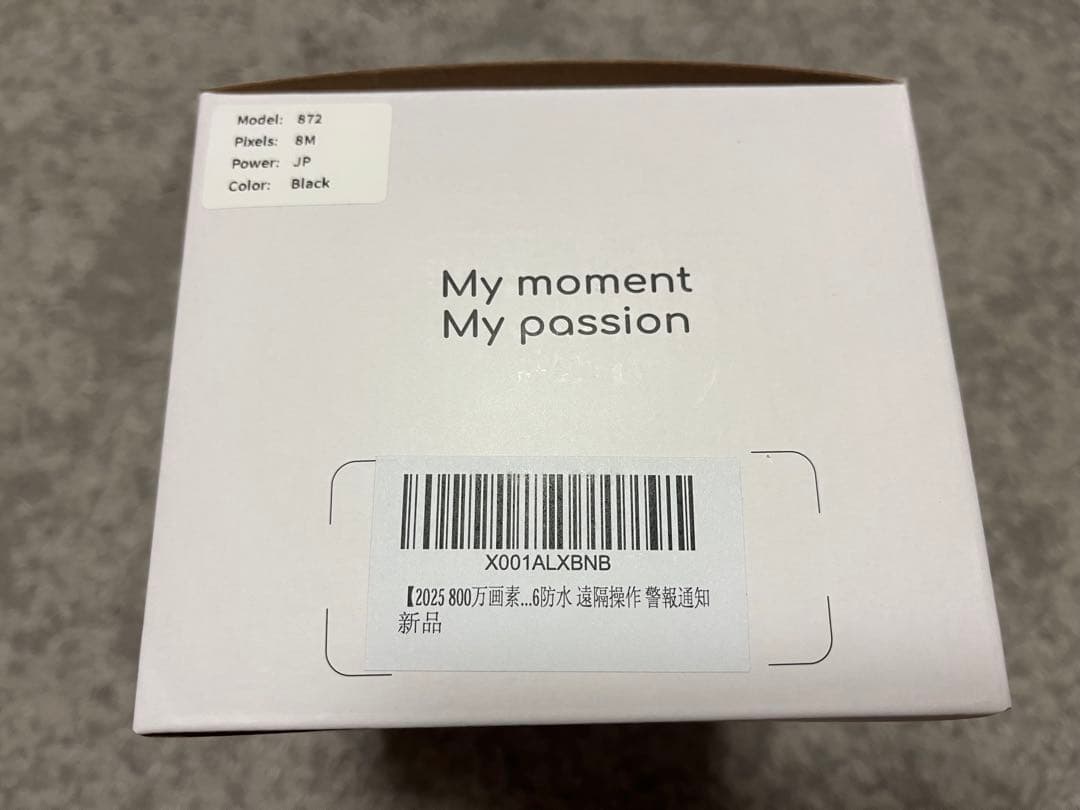 Model: 872
Pixels: 8M
Power: JP
Color: Black
My moment
My passion
X001ALXBNB
【2025 800万画素...6防水 遠隔操作 警報通知
新品